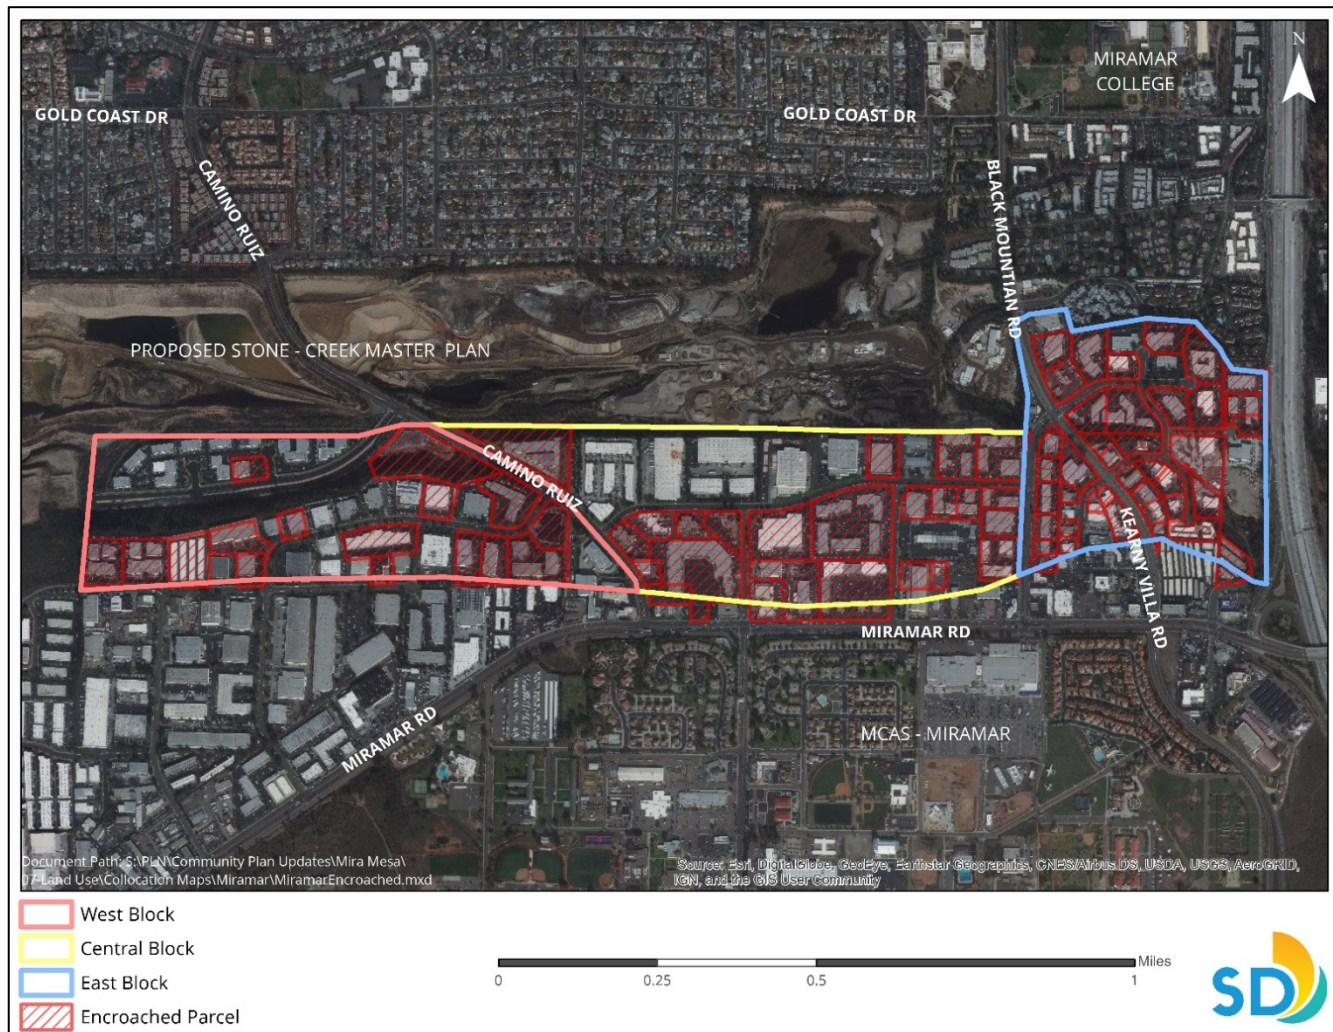 N
MIRAMAR
COLLEGE
GOLD COAST DR
GOLD COAST DR
CAMINO RUIZ
BLACK MOUNTIAN RD
PROPOSED STONE - CREEK MASTER PLAN
CAMINO RUIZ
KEARNY VILLA RD
MIRAMAR RD
MIRAMAR RD
MCAS - MIRAMAR
Document Path: S:\PLN\Community Plan Updates\Mira Mesa\
07-Land Use\Collocation Maps\Miramar\MiramarEncroached.mxd
Source: Esri, DigitalGlobe, GeoEye, Earthstar Geographics, CNES/Airbus DS, USDA, USGS, AeroGRID,
IGN, and the GIS User Community
West Block
Central Block
East Block
Encroached Parcel
Miles
0 0.25 0.5 1
SD